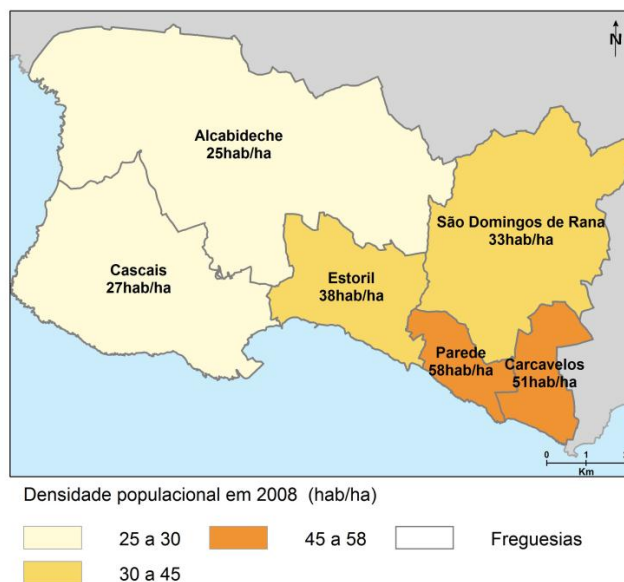 N
Alcabideche
25hab/ha
São Domingos de Rana
33hab/ha
Cascais
27hab/ha
Estoril
38hab/ha
Parede
58hab/ha
Carcavelos
51hab/ha
0 1
Km
Densidade populacional em 2008 (hab/ha)
25 a 30 45 a 58 Freguesias
30 a 45